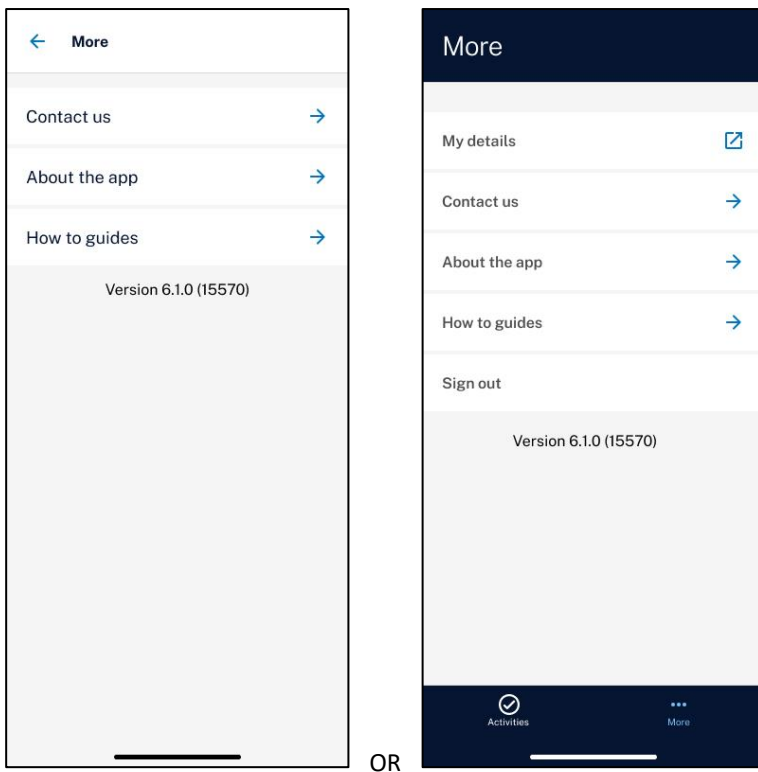 More
Contact us
About the app
How to guides
Version 6.1.0 (15570)
OR
More
My details
Contact us
About the app
How to guides
Sign out
Version 6.1.0 (15570)
Activities
More